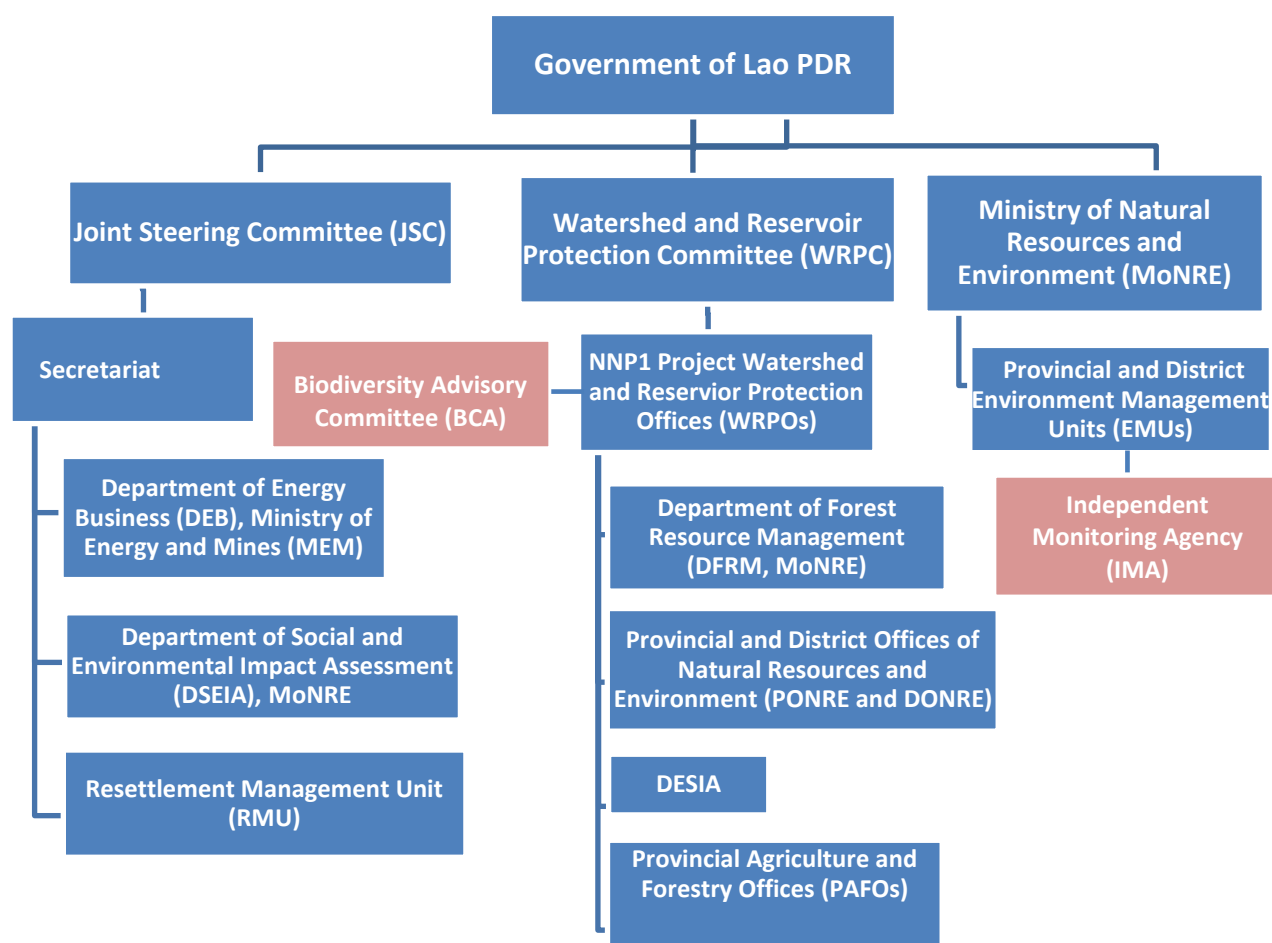 Government of Lao PDR
Joint Steering Committee (JSC)
Watershed and Reservoir
Protection Committee (WRPC)
Ministry of Natural
Resources and
Environment (MoNRE)
Secretariat
Biodiversity Advisory
Committee (BCA)
NNP1 Project Watershed
and Reservior Protection
Offices (WRPOs)
Provincial and District
Environment Management
Units (EMUs)
Department of Energy
Business (DEB), Ministry of
Energy and Mines (MEM)
Department of Forest
Resource Management
(DFRM, MoNRE)
Independent
Monitoring Agency
(IMA)
Department of Social and
Environmental Impact Assessment
(DSEIA), MoNRE
Provincial and District Offices of
Natural Resources and
Environment (PONRE and DONRE)
Resettlement Management Unit
(RMU)
DESIA
Provincial Agriculture and
Forestry Offices (PAFOs)